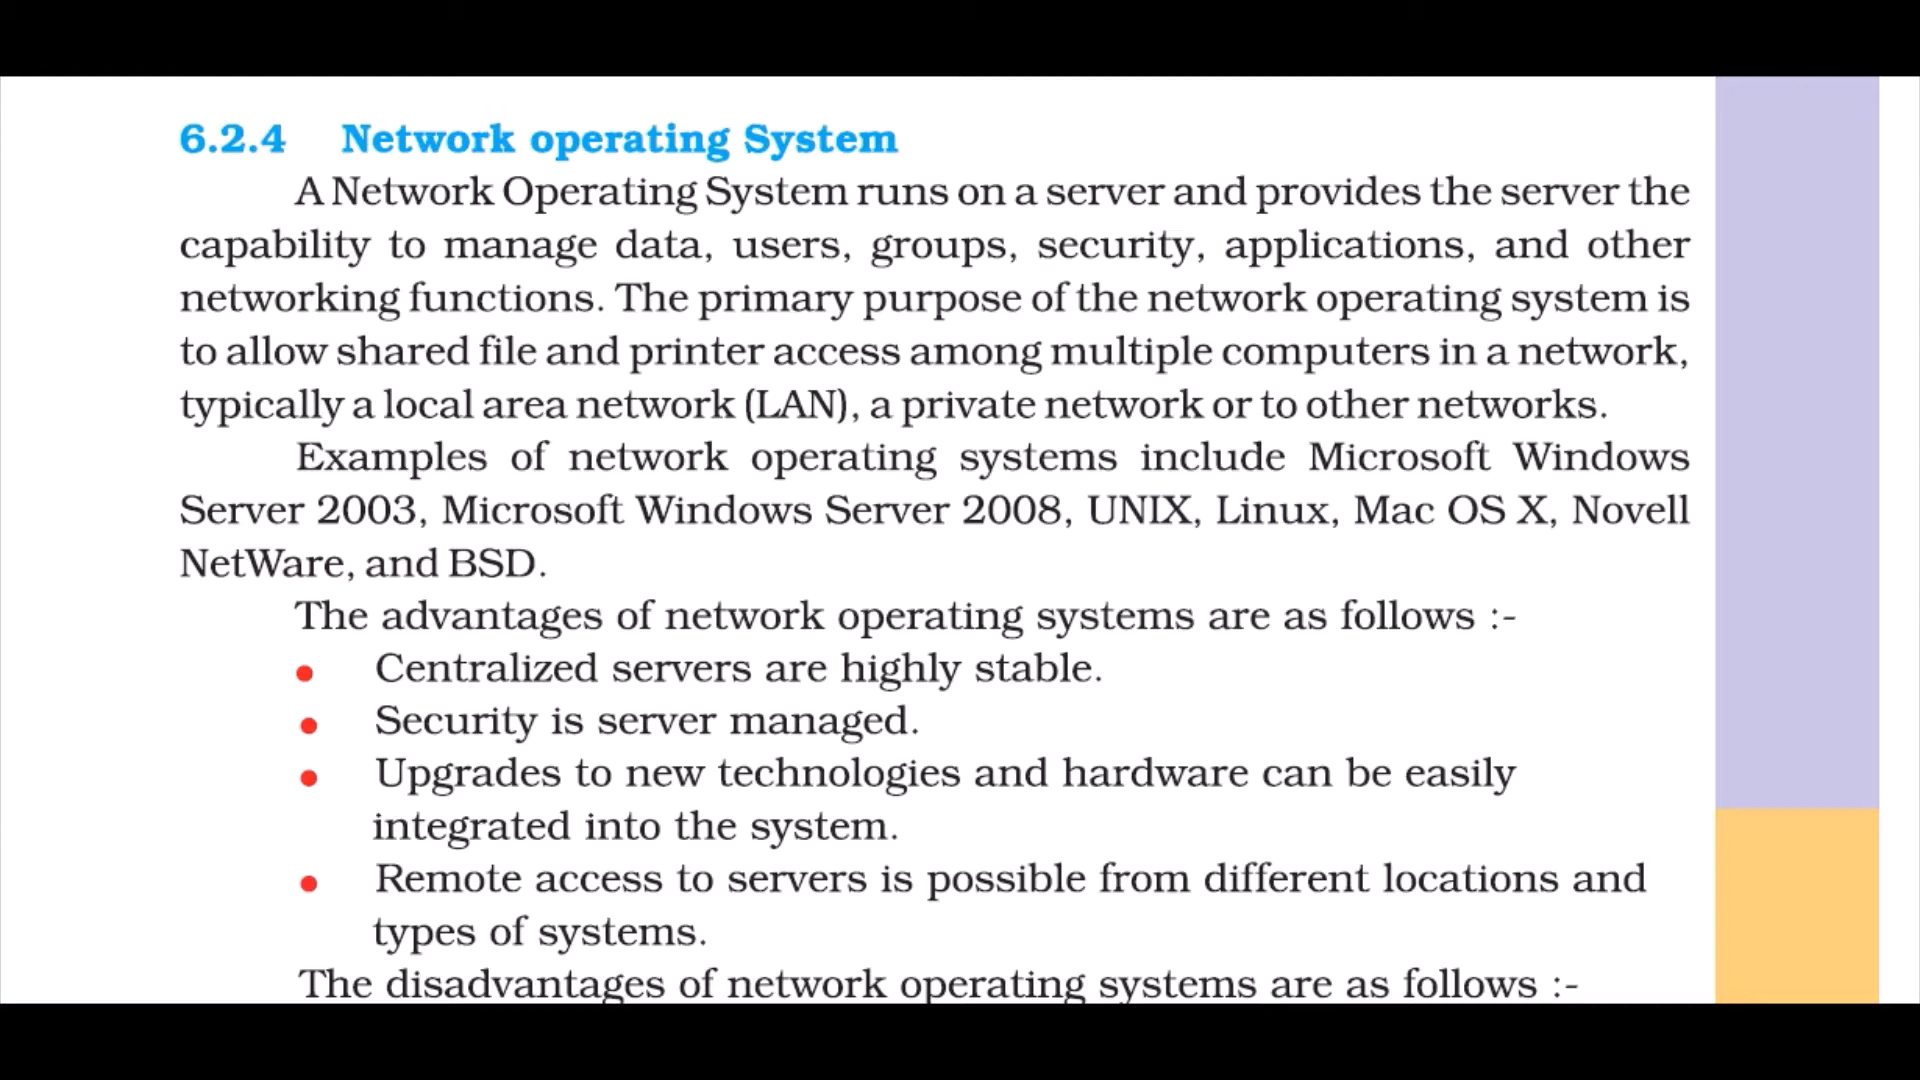 6.2.4 Network operating System
A Network Operating System runs on a server and provides the server the
capability to manage data, users, groups, security, applications, and other
networking functions. The primary purpose of the network operating system is
to allow shared file and printer access among multiple computers in a network,
typically a local area network (LAN), a private network or to other networks.
Examples of network operating systems include Microsoft Windows
Server 2003, Microsoft Windows Server 2008, UNIX, Linux, Mac OS X, Novell
NetWare, and BSD.
The advantages of network operating systems are as follows :-
• Centralized servers are highly stable.
• Security is server managed.
• Upgrades to new technologies and hardware can be easily
integrated into the system.
• Remote access to servers is possible from different locations and
types of systems.
The disadvantages of network operating systems are as follows :-